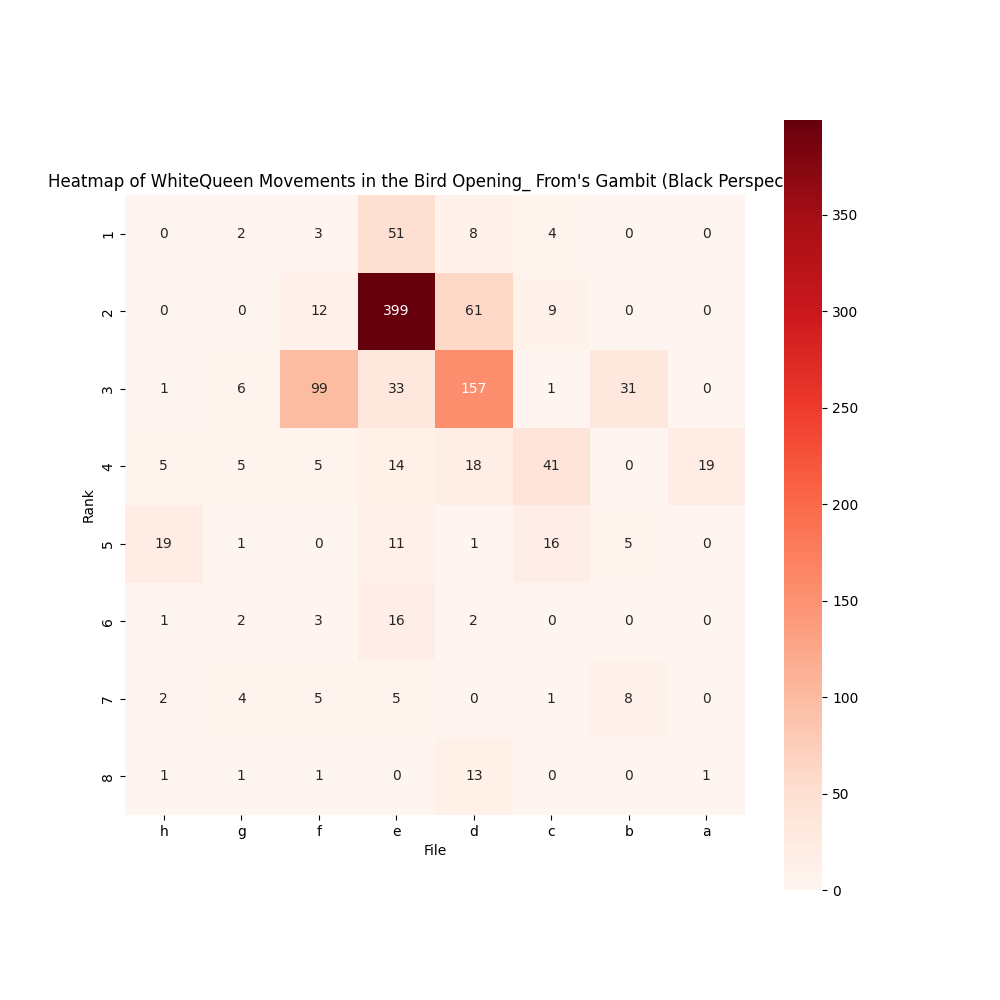 Heatmap of WhiteQueen Movements in the Bird Opening_ From's Gambit (Black Perspec
1 0 2 3 51 8 4 0 0
2 0 0 12 399 61 9 0 0
3 1 6 99 33 157 1 31 0
4 5 5 5 14 18 41 0 19
5 19 1 0 11 1 16 5 0
6 1 2 3 16 2 0 0 0
7 2 4 5 5 0 1 8 0
8 1 1 1 0 13 0 0 1
h g f e d c b a
File
Rank
350
300
250
200
150
100
50
0